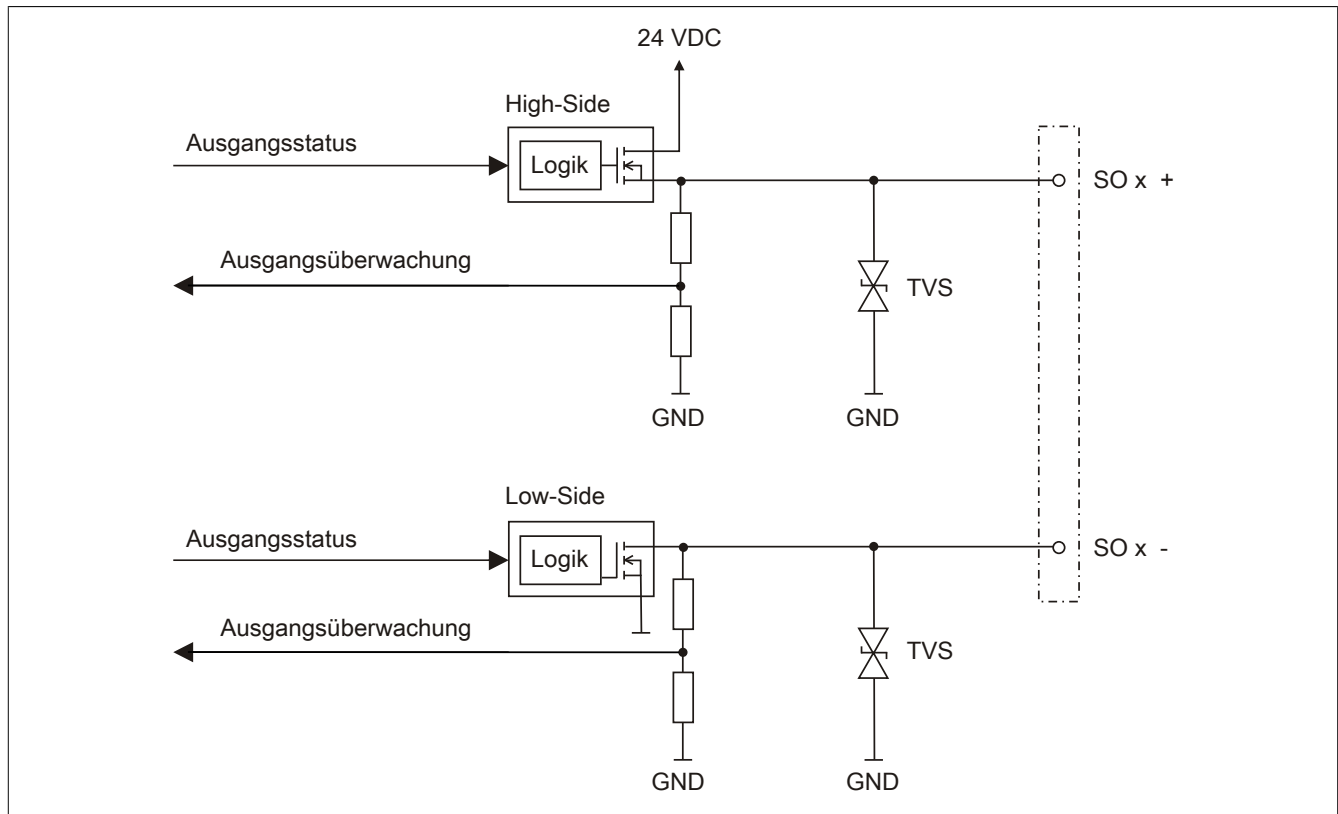 24 VDC
High-Side
Ausgangsstatus
Logik
SO x +
Ausgangsüberwachung
TVS
GND
GND
Low-Side
Ausgangsstatus
Logik
SO x -
Ausgangsüberwachung
TVS
GND
GND